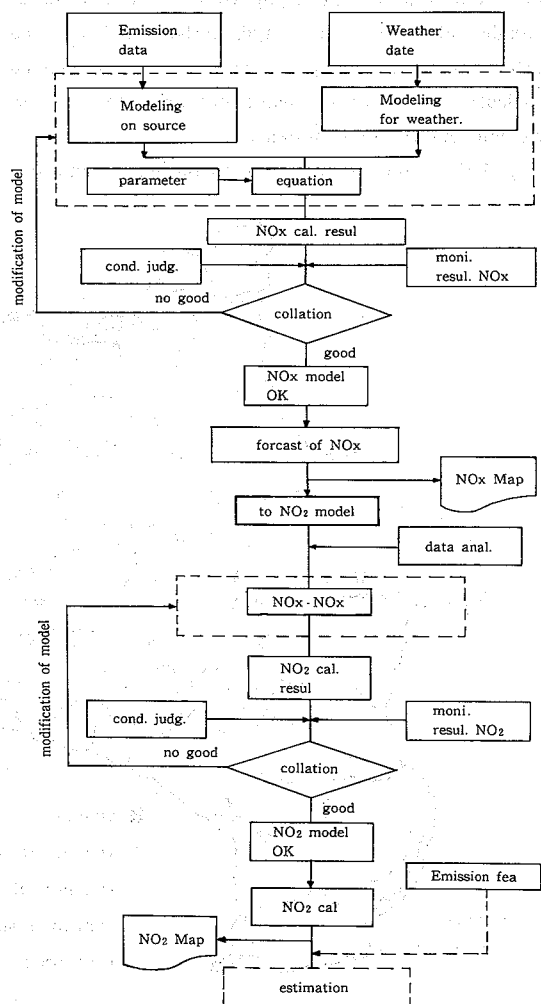 Emission
data
Weather
date
Modeling
on source
Modeling
for weather.
parameter
equation
modification of model
NOx cal. resul
cond. judg.
moni.
resul. NOx
no good
collation
good
NOx model
OK
forcast of NOx
NOx Map
to NO₂ model
data anal.
NOx - NOx
modification of model
NO₂ cal.
resul
cond. judg.
moni.
resul. NO₂
no good
collation
good
NO₂ model
OK
Emission fea
NO₂ cal
NO₂ Map
estimation